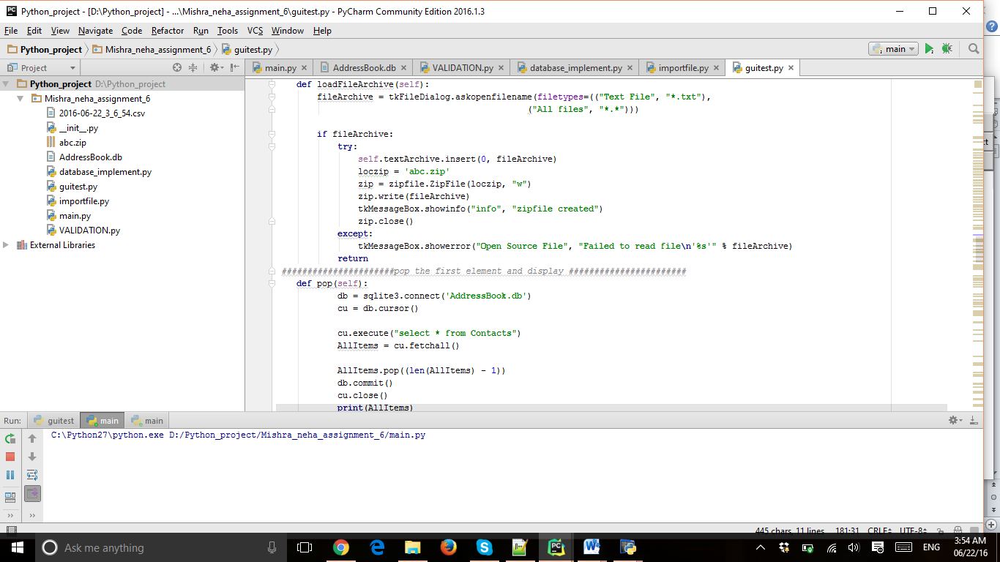 Python_project - [D:\Python_project] - ...\Mishra_neha_assignment_6\guitest.py - PyCharm Community Edition 2016.1.3
File Edit View Navigate Code Refactor Run Tools VCS Window Help
Python_project Mishra_neha_assignment_6 guitest.py main
Project main.py AddressBook.db VALIDATION.py database_implement.py importfile.py guitest.py
Python_project D:\Python_project
Mishra_neha_assignment_6
2016-06-22_3_6_54.csv
__init__.py
abc.zip
AddressBook.db
database_implement.py
guitest.py
importfile.py
main.py
VALIDATION.py
External Libraries
def loadFileArchive(self):
fileArchive = tkFileDialog.askopenfilename(filetypes=(("Text File", "*.txt"),
("All files", "*.*")))
if fileArchive:
try:
self.textArchive.insert(0, fileArchive)
loczip = 'abc.zip'
zip = zipfile.ZipFile(loczip, "w")
zip.write(fileArchive)
tkMessageBox.showinfo("info", "zipfile created")
zip.close()
except:
tkMessageBox.showerror("Open Source File", "Failed to read file\n'%s'" % fileArchive)
return
######################pop the first element and display #######################
def pop(self):
db = sqlite3.connect('AddressBook.db')
cu = db.cursor()
cu.execute("select * from Contacts")
AllItems = cu.fetchall()
AllItems.pop((len(AllItems) - 1))
db.commit()
cu.close()
print(AllItems)
Run: guitest main main
C:\Python27\python.exe D:/Python_project/Mishra_neha_assignment_6/main.py
445 chars, 11 lines 181:31 CRLF UTF-8
Ask me anything
ENG
3:54 AM
06/22/16